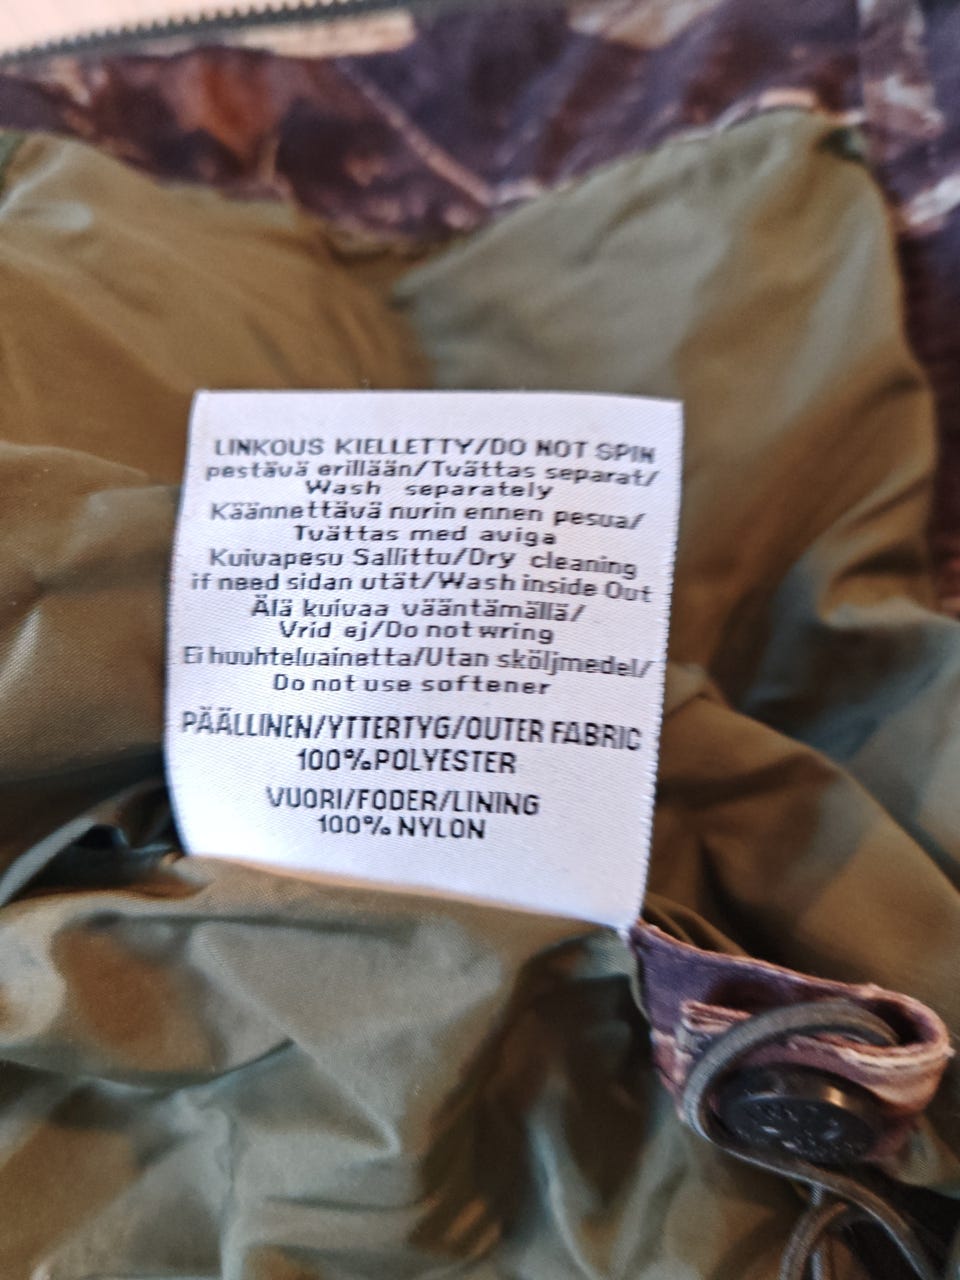 LINKOUS KIELLETTY/DO NOT SPIN
pestävä erillään/Tvättas separat/
Wash separately
Käännettävä nurin ennen pesua/
Tvättas med aviga
Kuivapesu Sallittu/Dry cleaning
if need sidan utät/Wash inside Out
Älä kuivaa vääntämällä/
Vrid ej/Do not wring
Ei huuhteluainetta/Utan sköljmedel/
Do not use softener
PÄÄLLINEN/YTTERTYG/OUTER FABRIC
100%POLYESTER
VUORI/FODER/LINING
100% NYLON